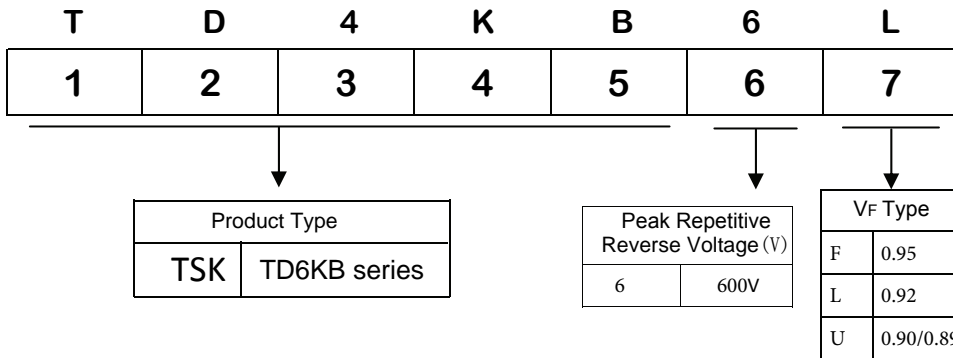 T D 4 K B 6 L
1 2 3 4 5 6 7
Product Type
TSK TD6KB series
Peak Repetitive
Reverse Voltage(V)
6 600V
VF Type
F 0.95
L 0.92
U 0.90/0.89